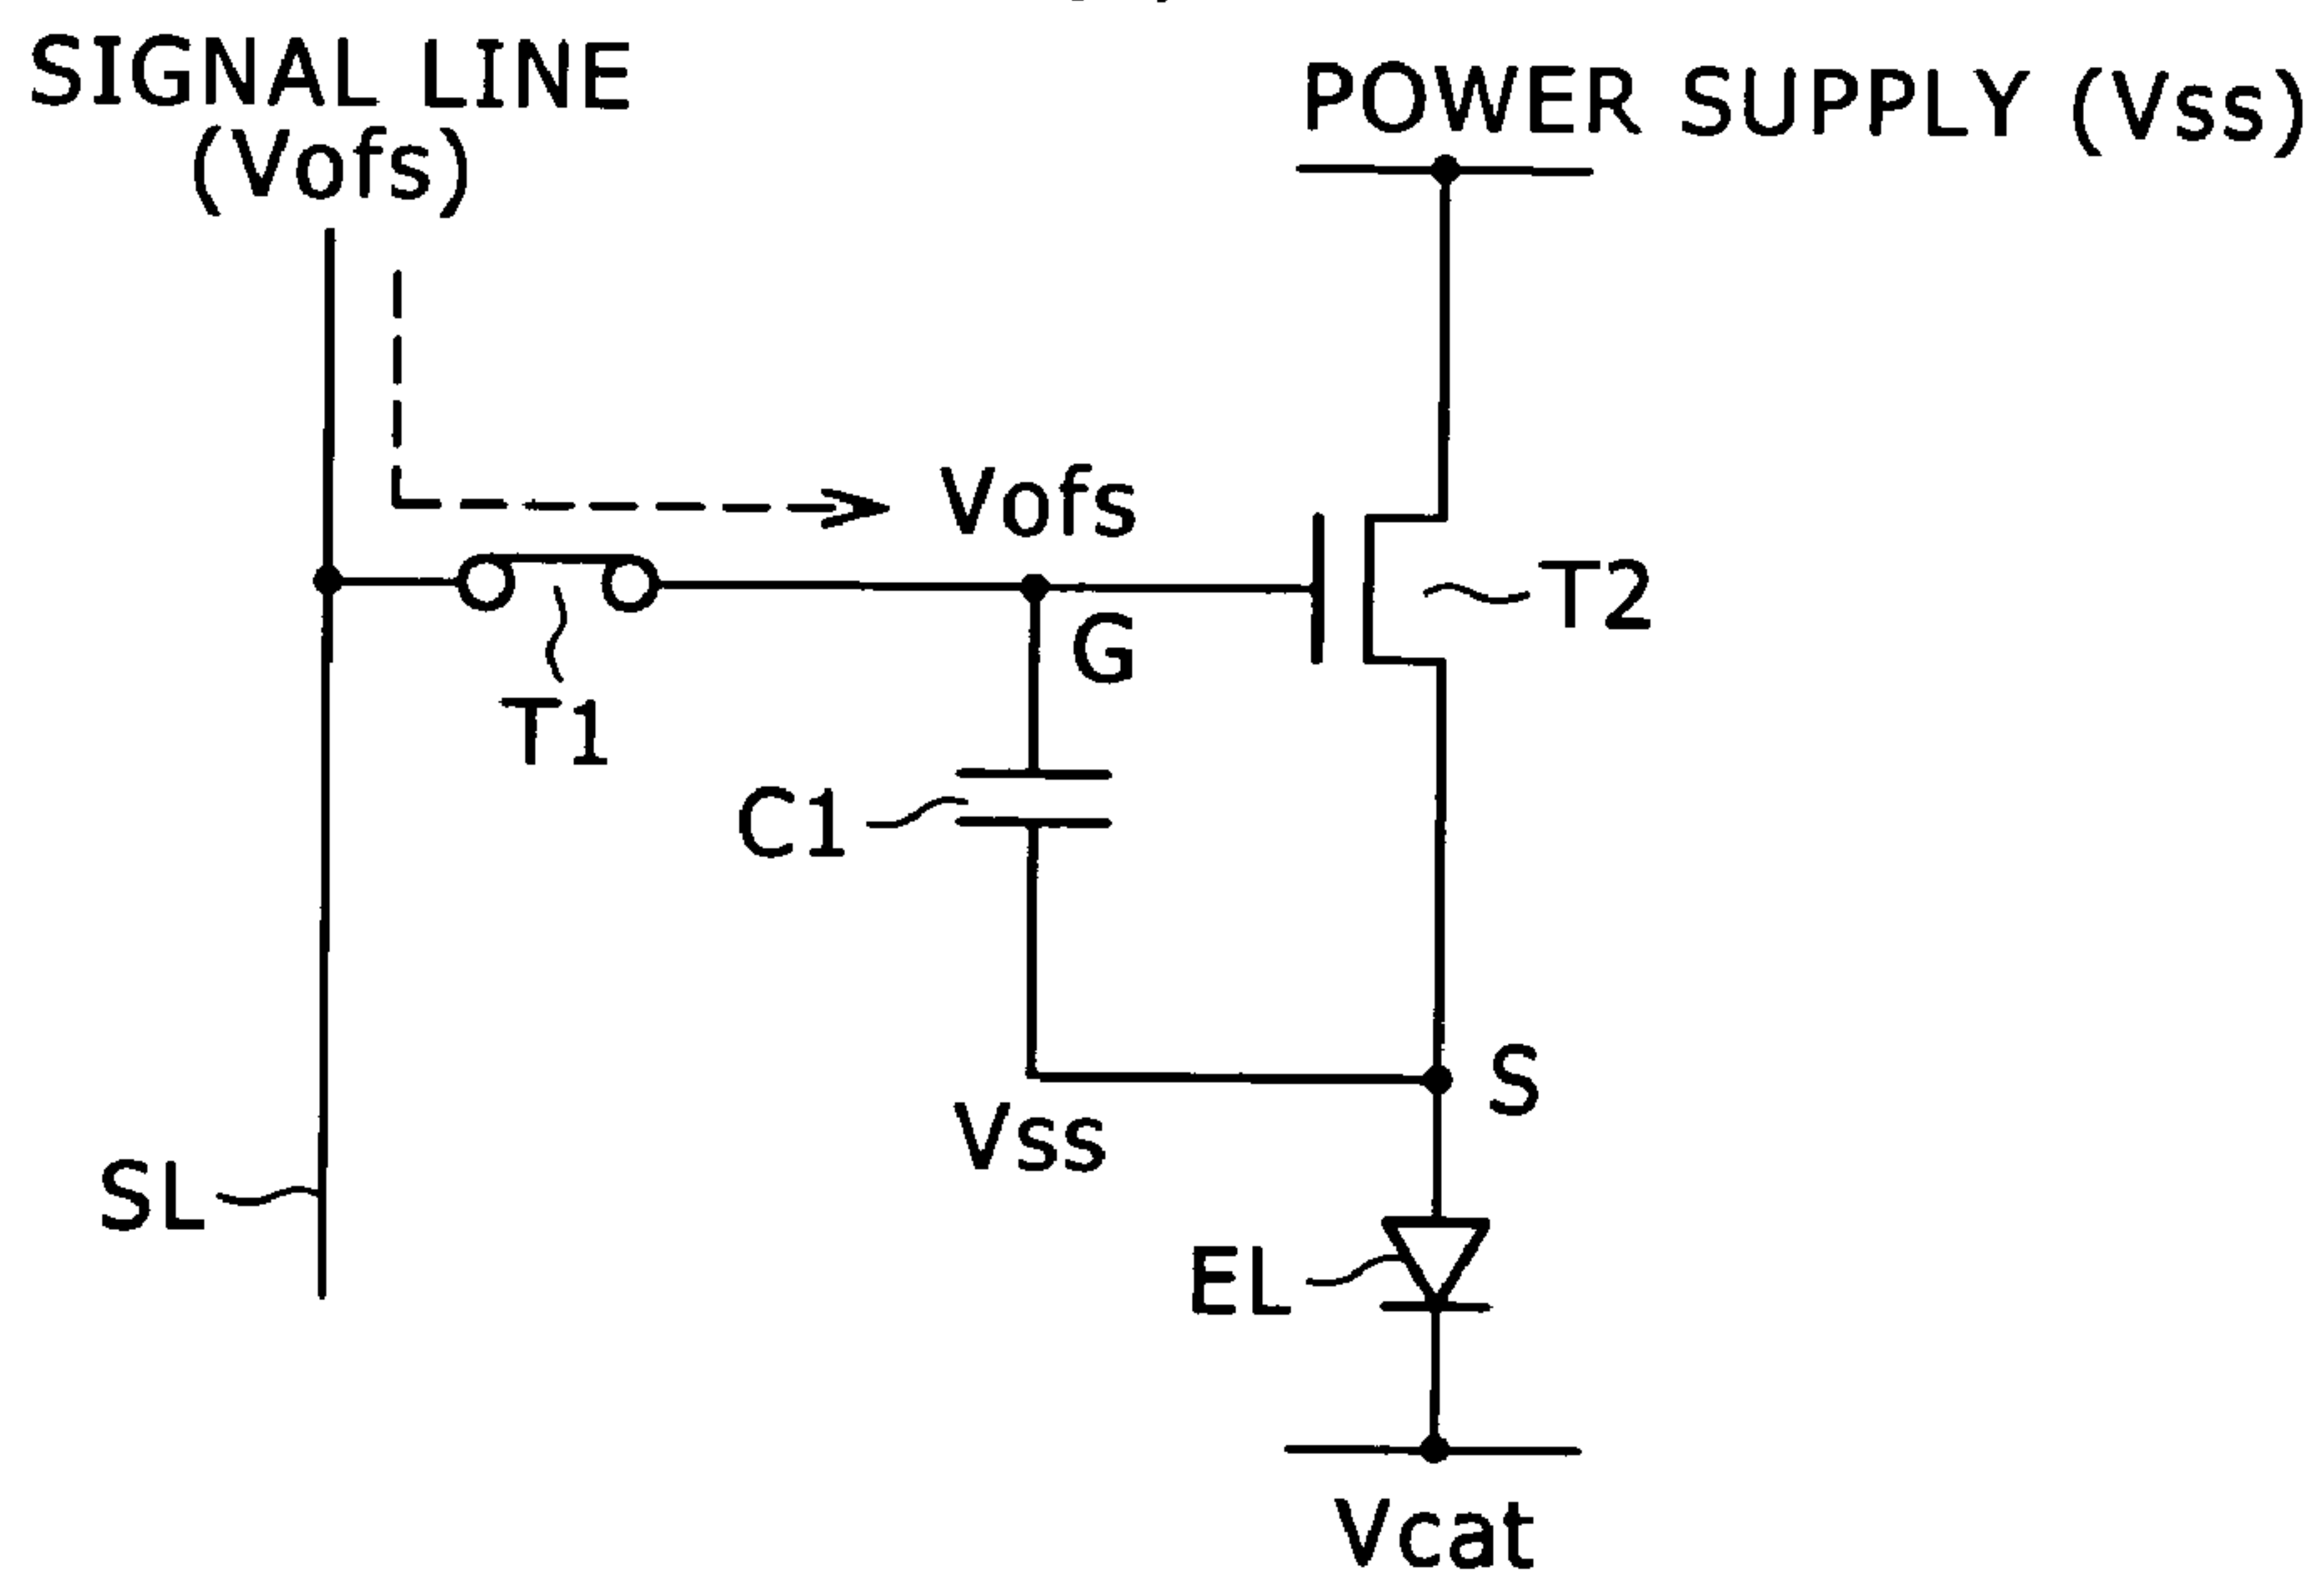 SIGNAL LINE
(Vofs)
POWER SUPPLY (Vss)
Vofs
T2
G
T1
C1
S
Vss
SL
EL
Vcat